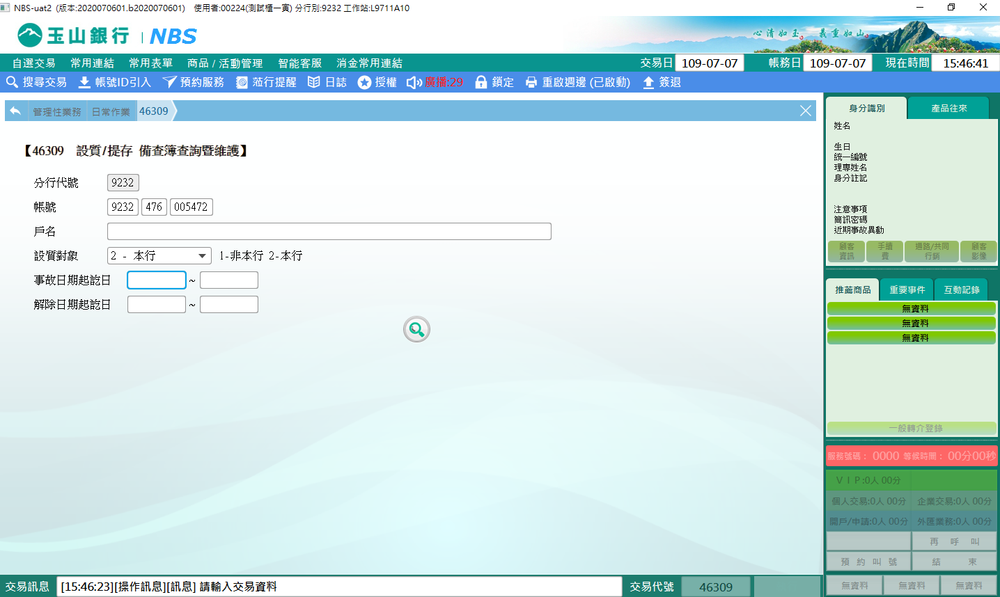 NBS-uat2 (版本:2020070601.b2020070601) 使用者:00224(測試櫃一寅) 分行別:9232 工作站:L9711A10
玉山銀行 | NBS
心清如玉。 義重如山。
自選交易 常用連結 常用表單 商品 / 活動管理 智能客服 消金常用連結 交易日 109-07-07 帳務日 109-07-07 現在時間 15:46:41
搜尋交易 帳號ID引入 預約服務 蒞行提醒 日誌 授權 廣播:29 鎖定 重啟週邊 (已啟動) 簽退
管理性業務 日常作業 46309
【46309 設質/提存 備查簿查詢暨維護】
分行代號 9232
帳號 9232 476 005472
戶名
設質對象 2 - 本行 1-非本行 2-本行
事故日期起訖日 ~
解除日期起訖日 ~
身分識別 產品往來
姓名
生日
統一編號
理專姓名
身分註記
注意事項
簡訊密碼
近期事故異動
顧客資訊 手續費 通路/共同行銷 顧客影像
推薦商品 重要事件 互動記錄
無資料
無資料
無資料
一般轉介登錄
服務號碼： 0000 等候時間： 00分00秒
ＶＩＰ:0人 00分
個人交易:0人 00分 企業交易:0人 00分
開戶/申請:0人 00分 外匯業務:0人 00分
再 呼 叫
預 約 叫 號 結 束
無資料 無資料 無資料
交易訊息 [15:46:23][操作訊息][訊息] 請輸入交易資料 交易代號 46309